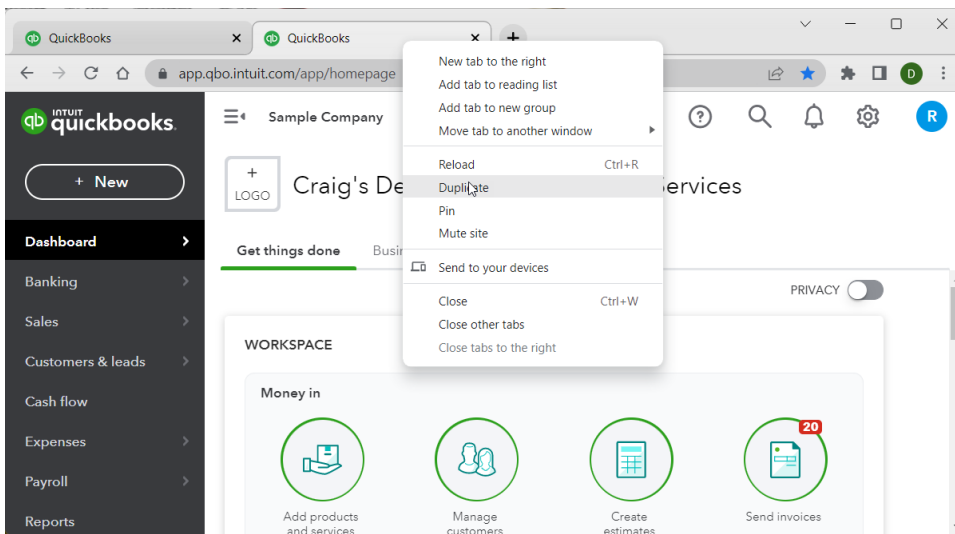 QuickBooks
QuickBooks
app.qbo.intuit.com/app/homepage
D
New tab to the right
Add tab to reading list
Add tab to new group
Move tab to another window
Reload Ctrl+R
Duplicate
Pin
Mute site
Send to your devices
Close Ctrl+W
Close other tabs
Close tabs to the right
qb INTUIT
quickbooks.
Sample Company
R
+ New
+
LOGO
Craig's De ervices
Dashboard
Banking
Sales
Customers & leads
Cash flow
Expenses
Payroll
Reports
Get things done Busin
PRIVACY
WORKSPACE
Money in
20
Add products
and services
Manage
customers
Create
estimates
Send invoices